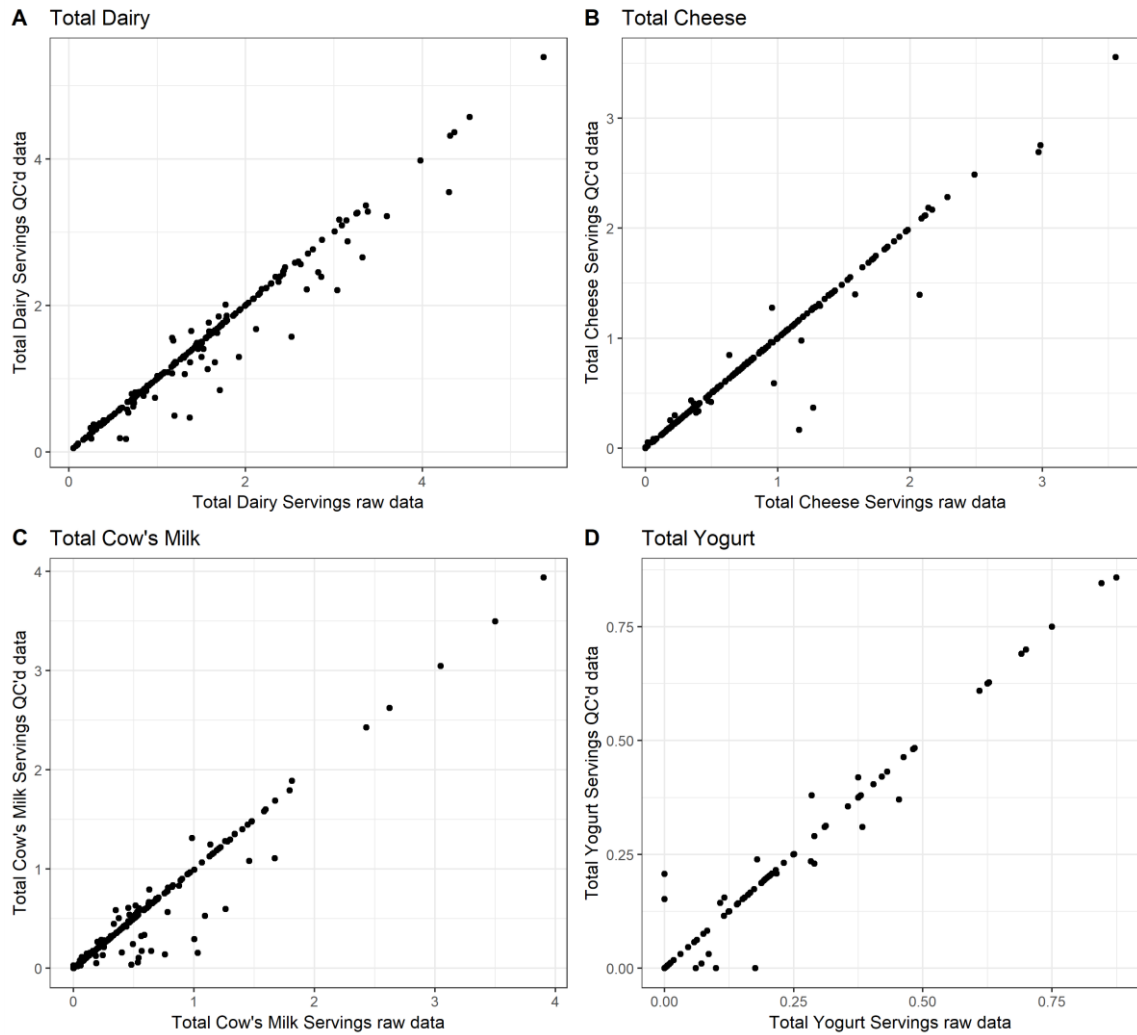 A Total Dairy
Total Dairy Servings QC'd data
4
2
0
0
2
4
Total Dairy Servings raw data
B Total Cheese
Total Cheese Servings QC'd data
3
2
1
0
0
1
2
3
Total Cheese Servings raw data
C Total Cow's Milk
Total Cow's Milk Servings QC'd data
4
3
2
1
0
0
1
2
3
4
Total Cow's Milk Servings raw data
D Total Yogurt
Total Yogurt Servings QC'd data
0.75
0.50
0.25
0.00
0.00
0.25
0.50
0.75
Total Yogurt Servings raw data